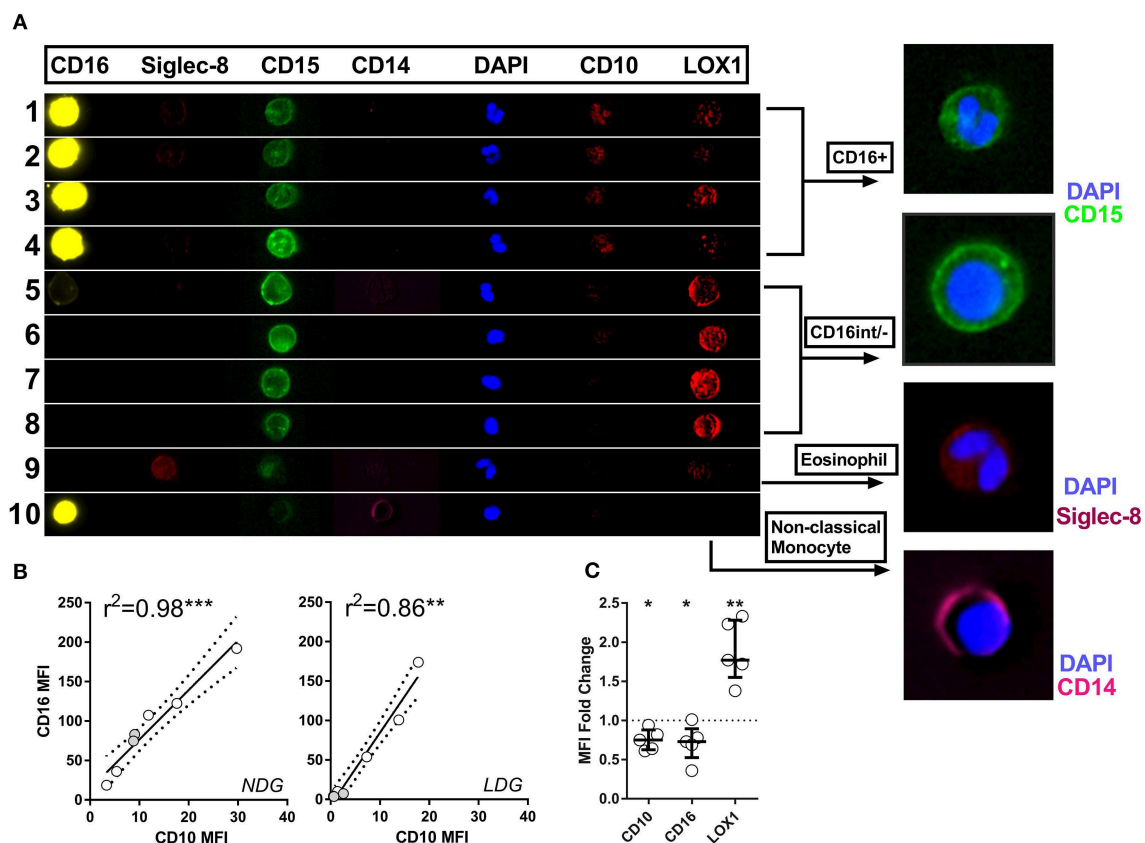 A
CD16 Siglec-8 CD15 CD14 DAPI CD10 LOX1
1
2
3
4
5
6
7
8
9
10
CD16+
CD16int/-
Eosinophil
Non-classical
Monocyte
DAPI
CD15
DAPI
Siglec-8
DAPI
CD14
B
r²=0.98***
CD16 MFI
250
200
150
100
50
0
0 10 20 30 40
CD10 MFI
NDG
r²=0.86**
250
200
150
100
50
0
0 10 20 30 40
CD10 MFI
LDG
C
* * **
MFI Fold Change
2.5
2.0
1.5
1.0
0.5
0.0
CD10
CD16
LOX1